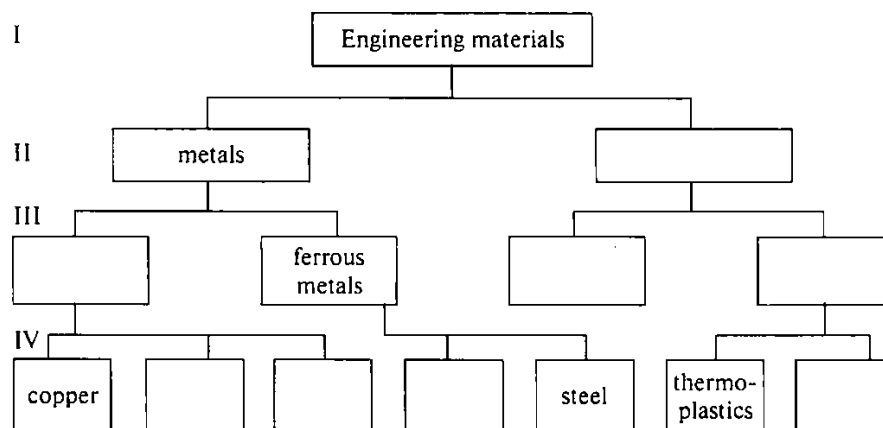 I
Engineering materials
II
metals
III
ferrous
metals
IV
copper
steel
thermo-
plastics